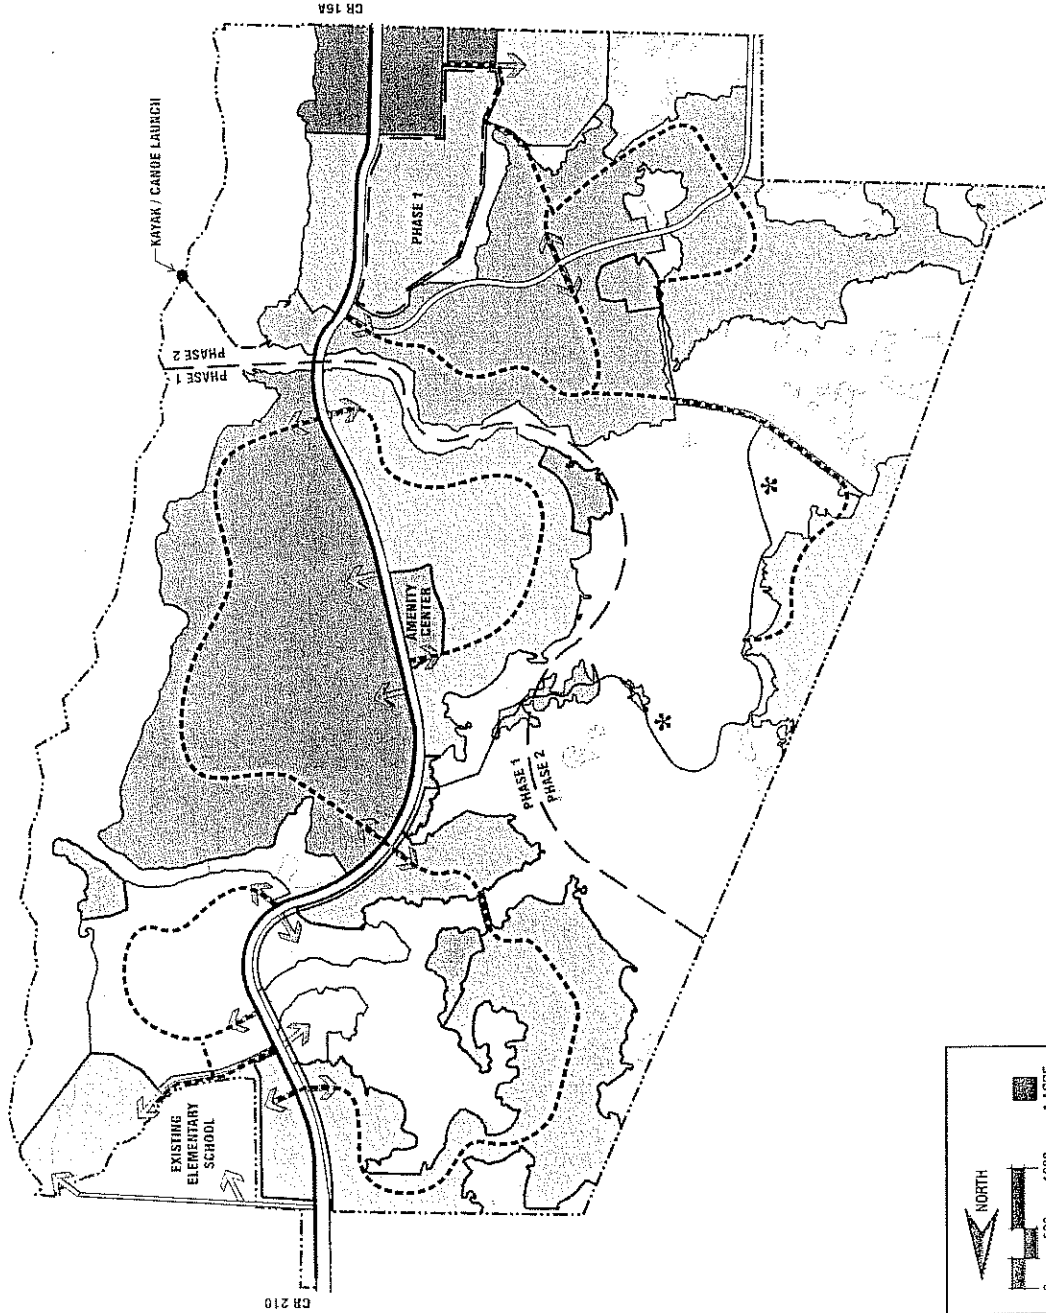 CR 16A
KAYAK / CANOE LAUNCH
PHASE 2
PHASE 1
PHASE 1
AMENITY
CENTER
PHASE 1
PHASE 2
EXISTING
ELEMENTARY
SCHOOL
CR 210
NORTH